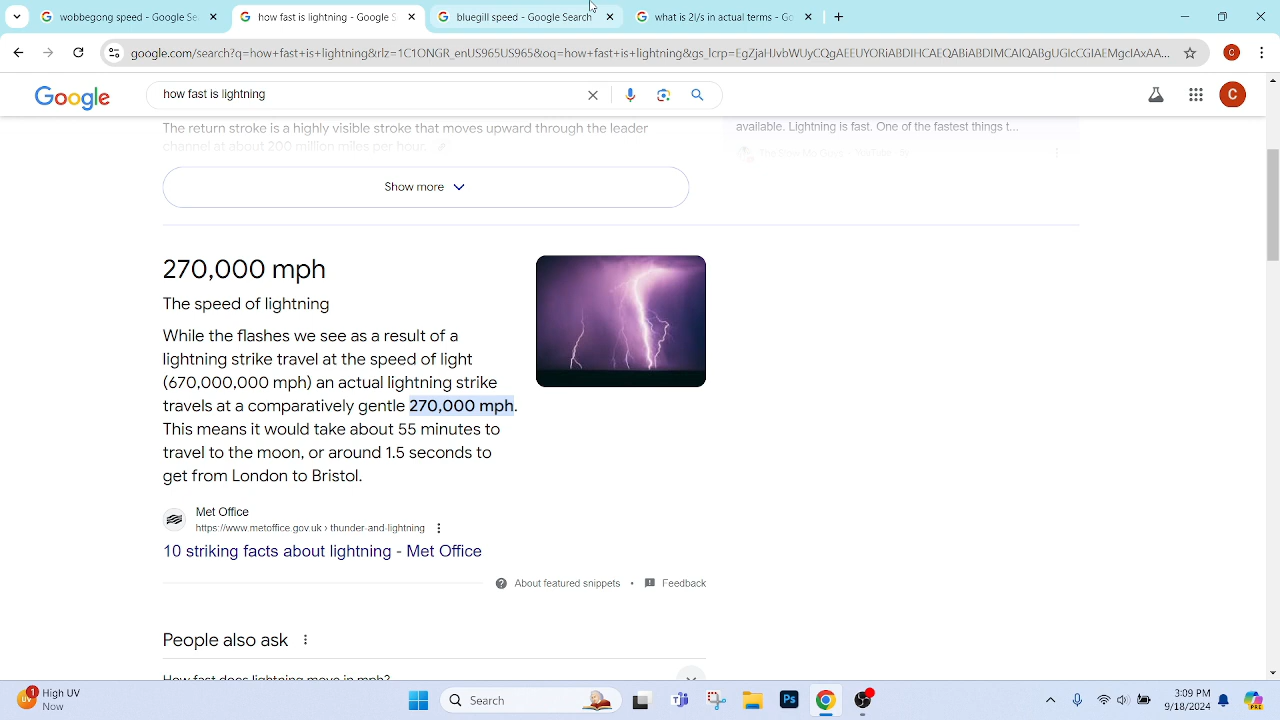 wobbegong speed - Google Se
how fast is lightning - Google S
bluegill speed - Google Search
what is 2l/s in actual terms - Go
google.com/search?q=how+fast+is+lightning&rlz=1C1ONGR_enUS965US965&oq=how+fast+is+lightning&gs_lcrp=EgZjaHJvbWUyCQgAEEUYORiABDIHCAEQABiABDIMCAIQABgUGIcCGIAEMgcIAxAA...
C
Google
how fast is lightning
C
The return stroke is a highly visible stroke that moves upward through the leader
channel at about 200 million miles per hour.
available. Lightning is fast. One of the fastest things t...
Show more
270,000 mph
The speed of lightning
While the flashes we see as a result of a
lightning strike travel at the speed of light
(670,000,000 mph) an actual lightning strike
travels at a comparatively gentle 270,000 mph.
This means it would take about 55 minutes to
travel to the moon, or around 1.5 seconds to
get from London to Bristol.
Met Office
https://www.metoffice.gov.uk › thunder-and-lightning
10 striking facts about lightning - Met Office
About featured snippets • Feedback
People also ask
How fast does lightning move in mph?
1
High UV
Now
Search
Ps
PRE
3:09 PM
9/18/2024